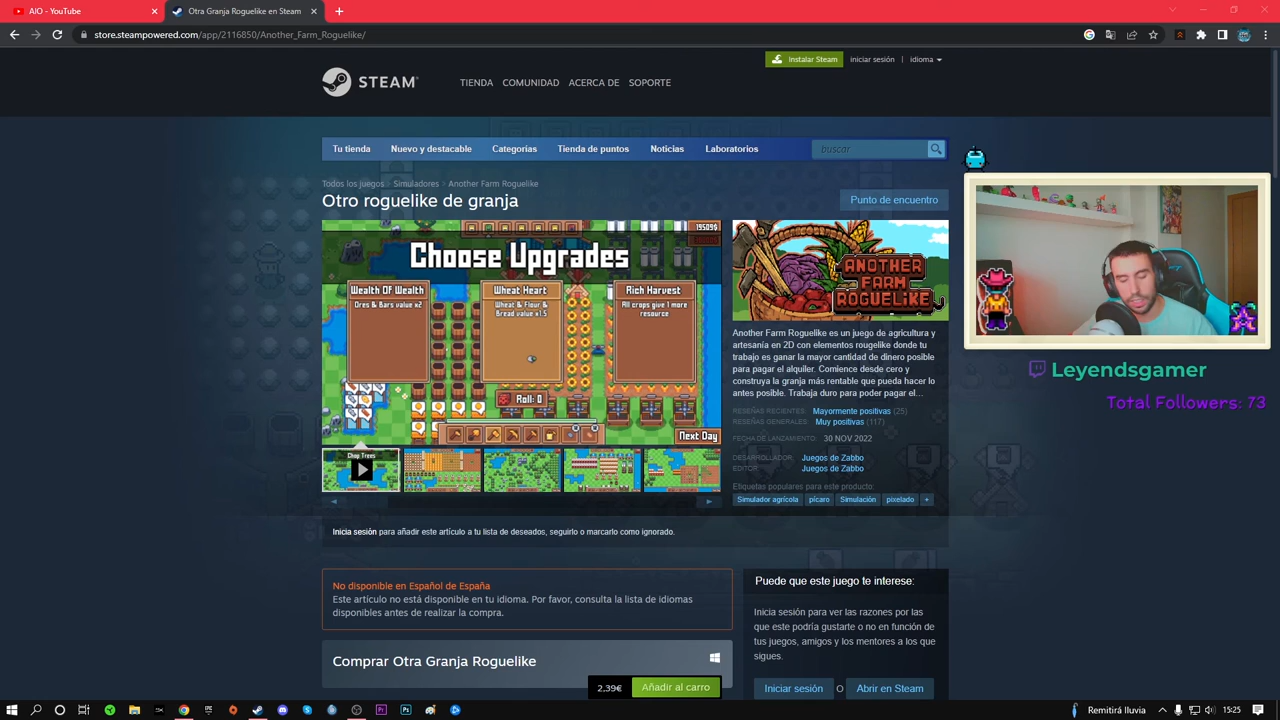 AIO - YouTube
Otra Granja Roguelike en Steam
store.steampowered.com/app/2116850/Another_Farm_Roguelike/
Instalar Steam
iniciar sesión | idioma
STEAM
TIENDA COMUNIDAD ACERCA DE SOPORTE
Tu tienda Nuevo y destacable Categorías Tienda de puntos Noticias Laboratorios
buscar
Todos los juegos > Simuladores > Another Farm Roguelike
Otro roguelike de granja
Punto de encuentro
19509$
Choose Upgrades
Wealth Of Wealth
Ores & Bars value x2
Wheat Heart
Wheat & Flour &
Bread value x1.5
Rich Harvest
All crops give 1 more
resource
Roll: 0
Next Day
Chop Trees
ANOTHER
FARM
ROGUELIKE
Another Farm Roguelike es un juego de agricultura y
artesanía en 2D con elementos rougelike donde tu
trabajo es ganar la mayor cantidad de dinero posible
para pagar el alquiler. Comience desde cero y
construya la granja más rentable que pueda hacer lo
antes posible. Trabaja duro para poder pagar el...
RESEÑAS RECIENTES: Mayormente positivas (25)
RESEÑAS GENERALES: Muy positivas (117)
FECHA DE LANZAMIENTO: 30 NOV 2022
DESARROLLADOR: Juegos de Zabbo
EDITOR: Juegos de Zabbo
Etiquetas populares para este producto:
Simulador agrícola pícaro Simulación pixelado +
Leyendsgamer
Total Followers: 73
Inicia sesión para añadir este artículo a tu lista de deseados, seguirlo o marcarlo como ignorado.
No disponible en Español de España
Este artículo no está disponible en tu idioma. Por favor, consulta la lista de idiomas
disponibles antes de realizar la compra.
Puede que este juego te interese:
Inicia sesión para ver las razones por las
que este podría gustarte o no en función de
tus juegos, amigos y los mentores a los que
sigues.
Comprar Otra Granja Roguelike
2,39€ Añadir al carro
Iniciar sesión O Abrir en Steam
Remitirá lluvia
15:25